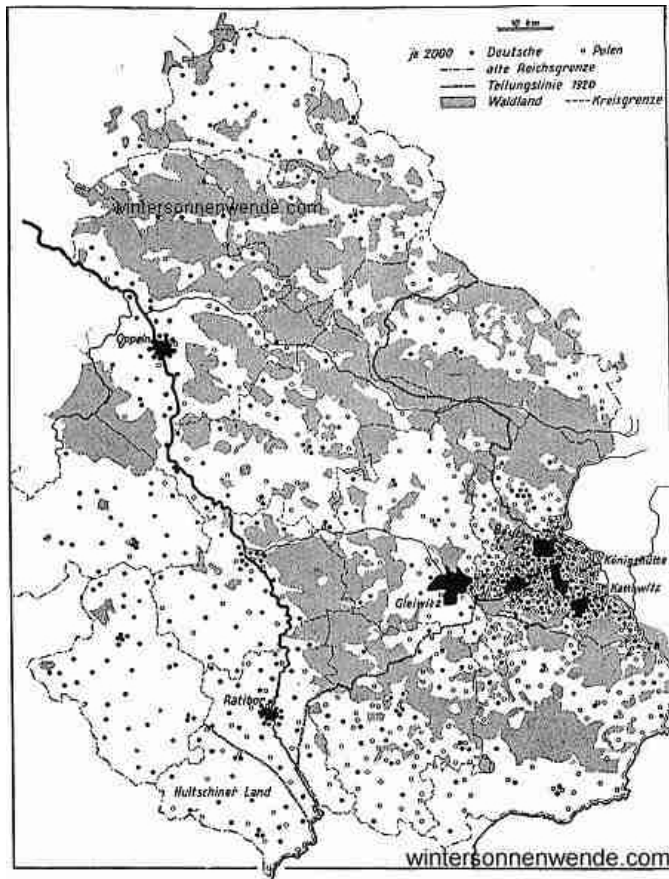 10 km
je 2000 • Deutsche ○ Polen
alte Reichsgrenze
Teilungslinie 1920
Waldland Kreisgrenze
wintersonnenwende.com
Oppeln
Königshütte
Kattowitz
Gleiwitz
Ratibor
Hultschiner Land
wintersonnenwende.com